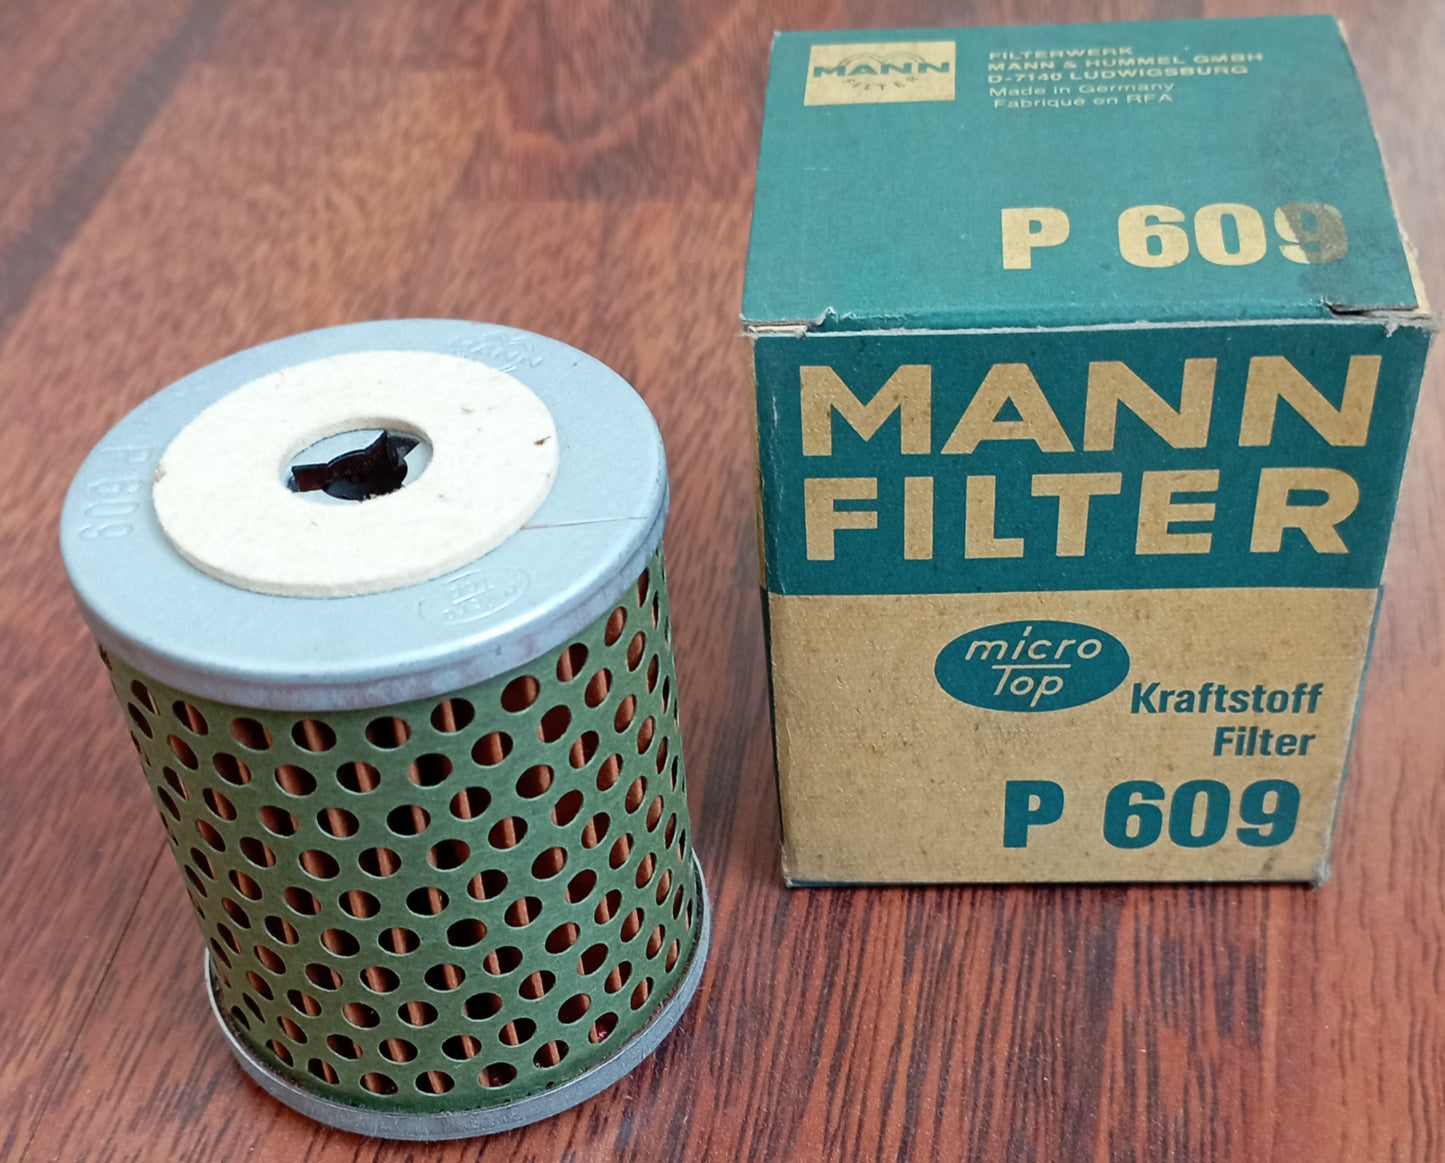 MANN
FILTER
FILTERWERK
MANN & HUMMEL GMBH
D-7140 LUDWIGSBURG
Made in Germany
Fabriqué en RFA
P 609
MANN
FILTER
micro
Top
Kraftstoff
Filter
P 609
MANN
P 609